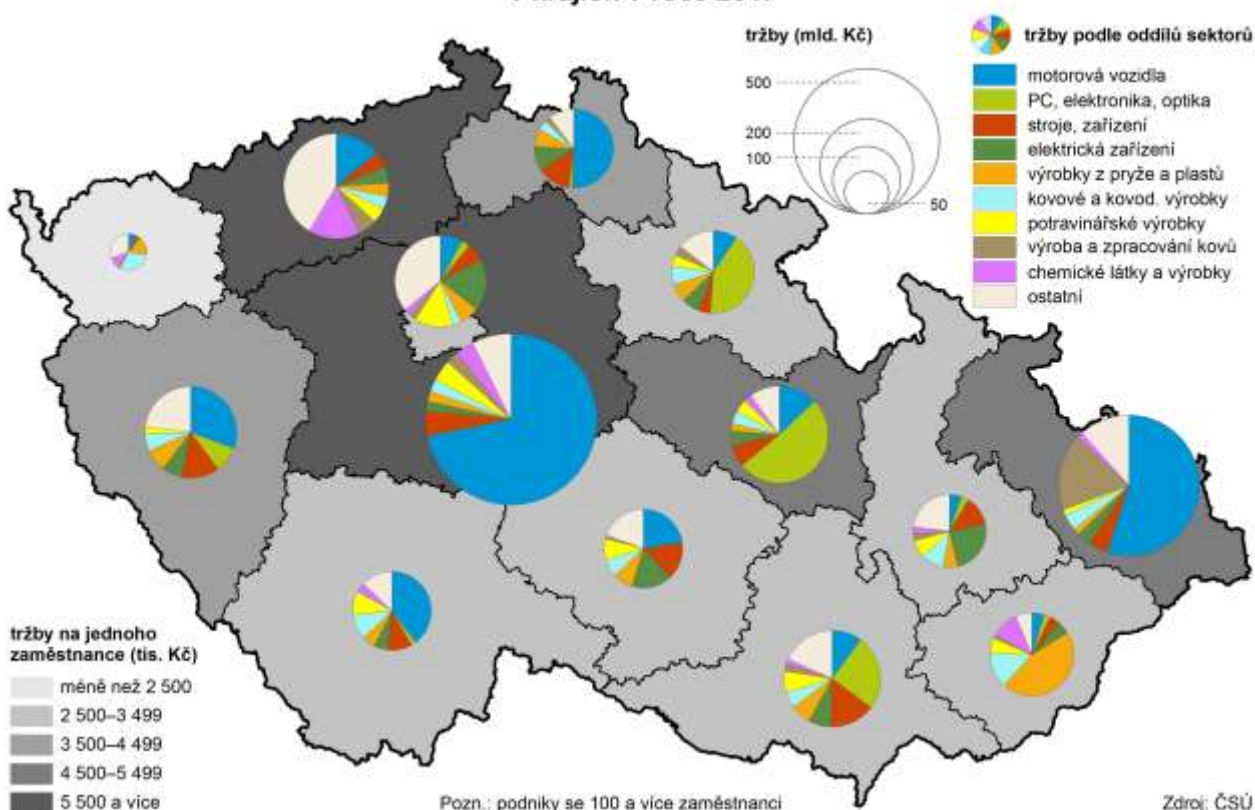 tržby (mld. Kč)
500
200
100
50
tržby podle oddílů sektorů
motorová vozidla
PC, elektronika, optika
stroje, zařízení
elektrická zařízení
výrobky z pryže a plastů
kovové a kovod. výrobky
potravinářské výrobky
výroba a zpracování kovů
chemické látky a výrobky
ostatní
tržby na jednoho
zaměstnance (tis. Kč)
méně než 2 500
2 500–3 499
3 500–4 499
4 500–5 499
5 500 a více
Pozn.: podniky se 100 a více zaměstnanci
Zdroj: ČSÚ